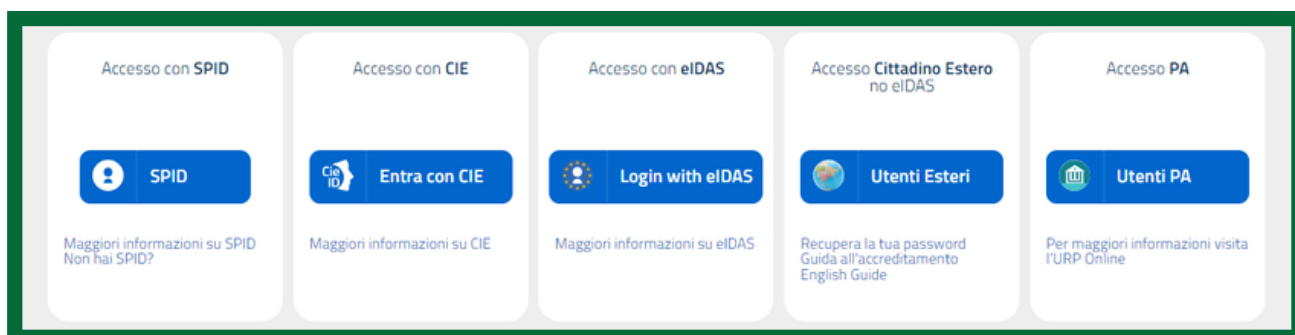 Accesso con SPID
SPID
Maggiori informazioni su SPID
Non hai SPID?
Accesso con CIE
Cie
ID
Entra con CIE
Maggiori informazioni su CIE
Accesso con eIDAS
Login with eIDAS
Maggiori informazioni su eIDAS
Accesso Cittadino Estero
no eIDAS
Utenti Esteri
Recupera la tua password
Guida all'accreditamento
English Guide
Accesso PA
Utenti PA
Per maggiori informazioni visita
l'URP Online